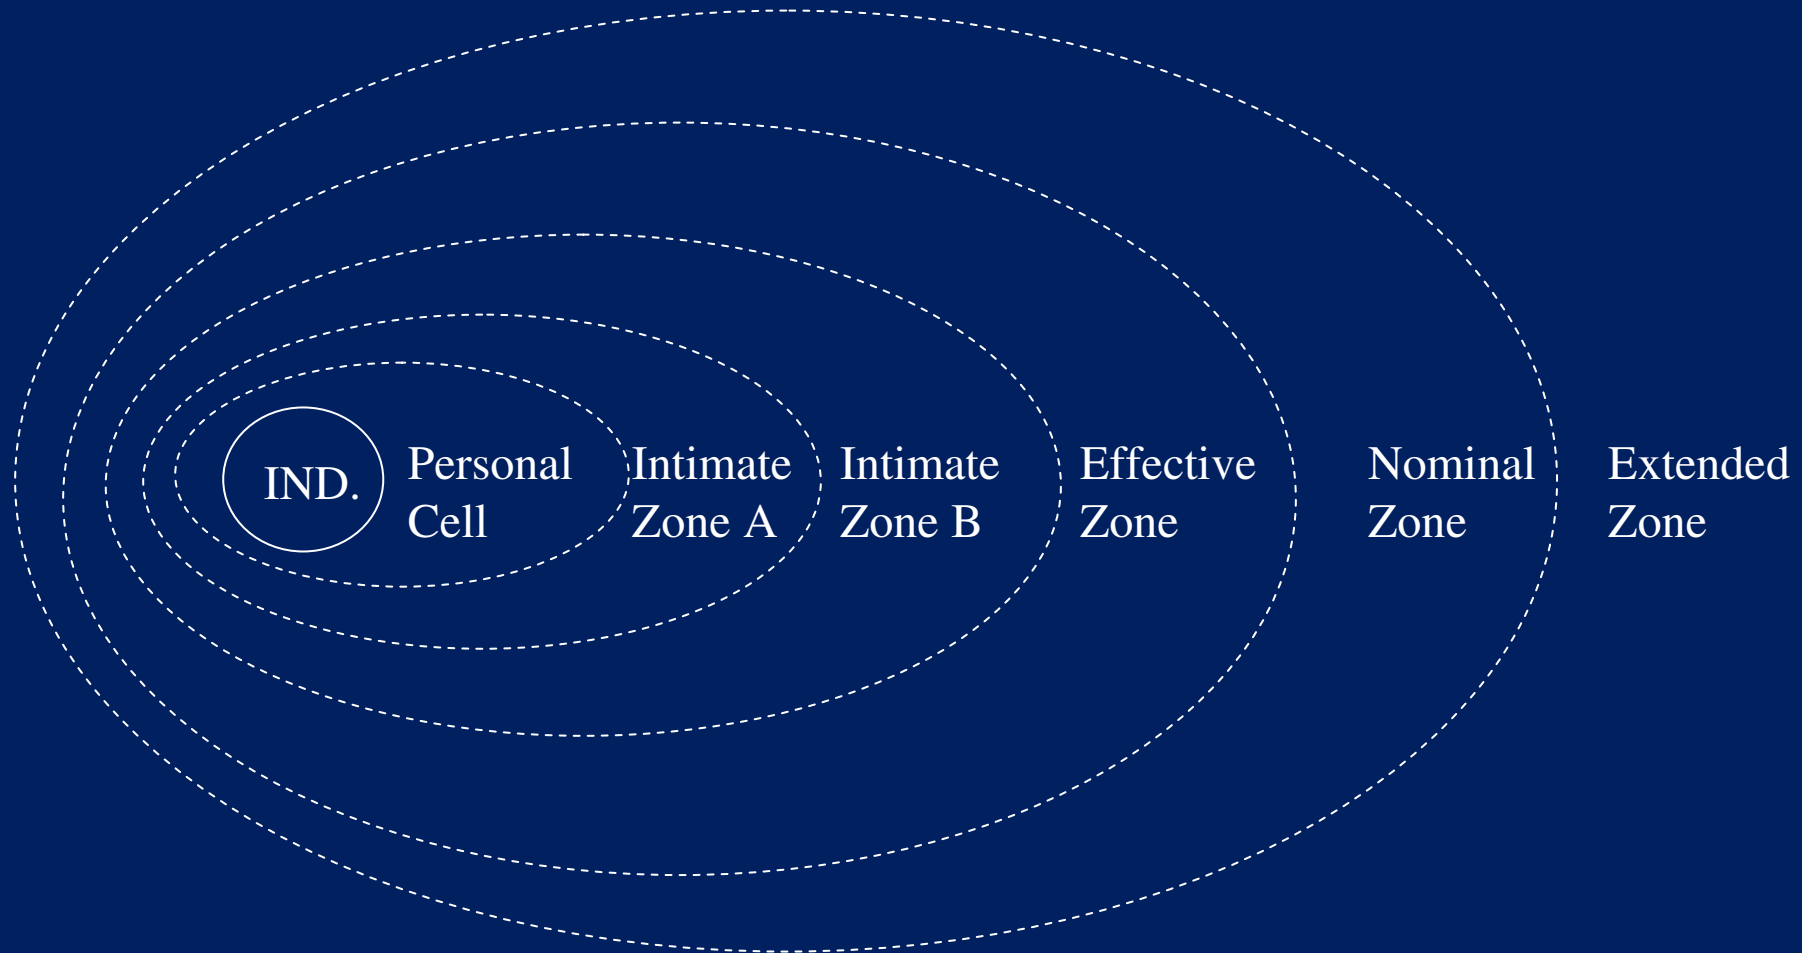 IND.
Personal
Cell
Intimate
Zone A
Intimate
Zone B
Effective
Zone
Nominal
Zone
Extended
Zone